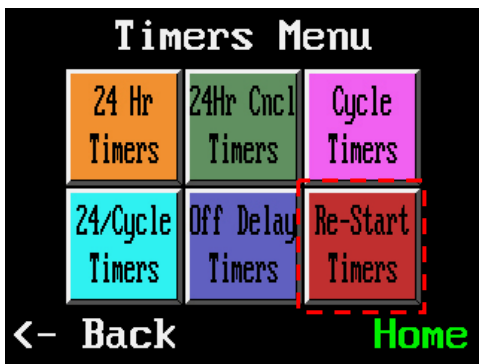 Timers Menu
24 Hr
Timers
24Hr Cncl
Timers
Cycle
Timers
24/Cycle
Timers
Off Delay
Timers
Re-Start
Timers
<- Back
Home